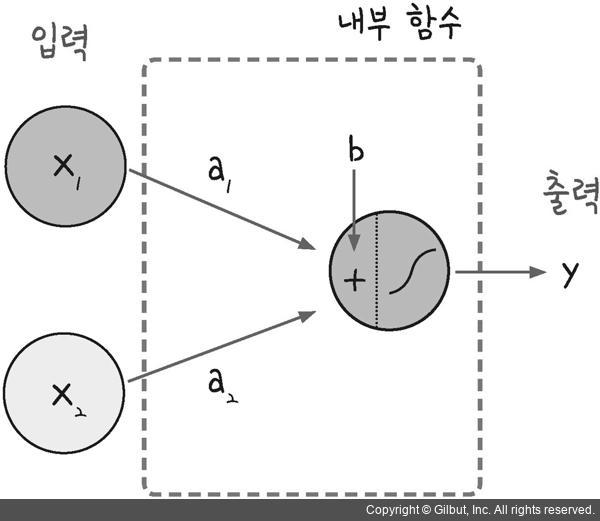 내부 함수
입력
x₁
a₁
b
출력
+
y
x₂
a₂
Copyright © Gilbut, Inc. All rights reserved.